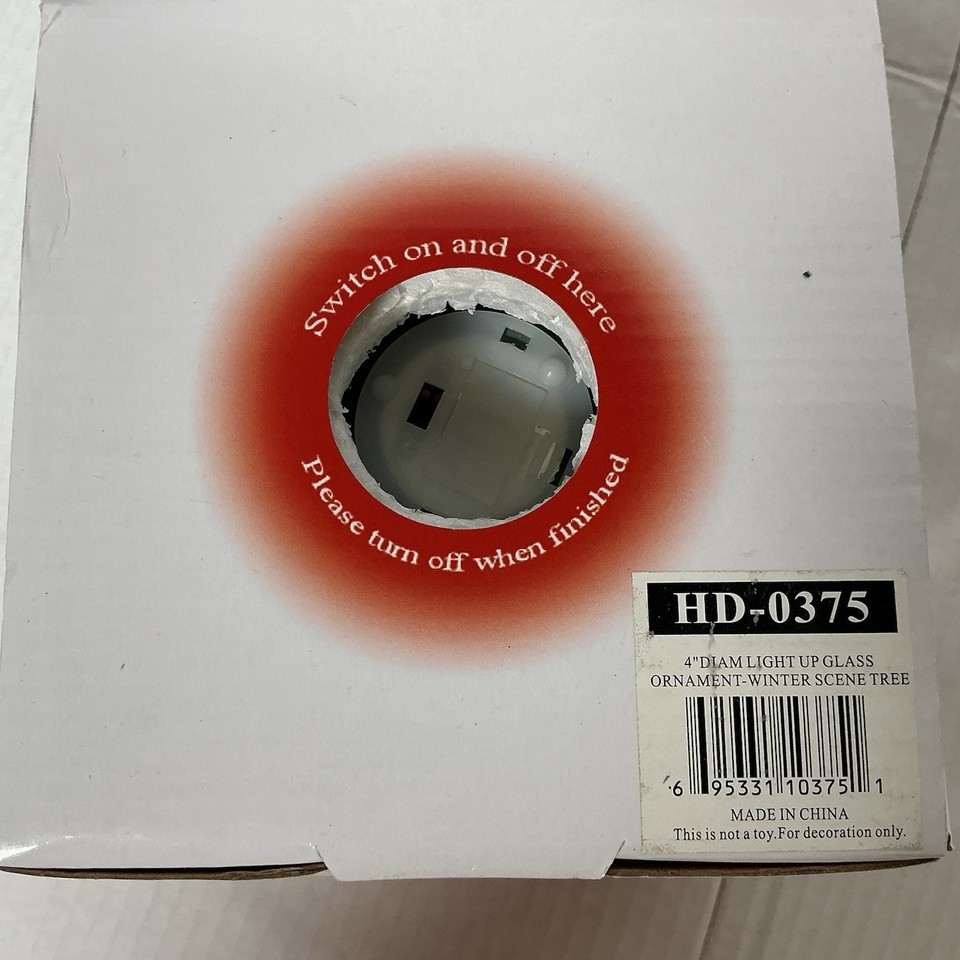 Switch on and off here
Please turn off when finished
HD-0375
4"DIAM LIGHT UP GLASS
ORNAMENT-WINTER SCENE TREE
6 95331 10375 1
MADE IN CHINA
This is not a toy.For decoration only.